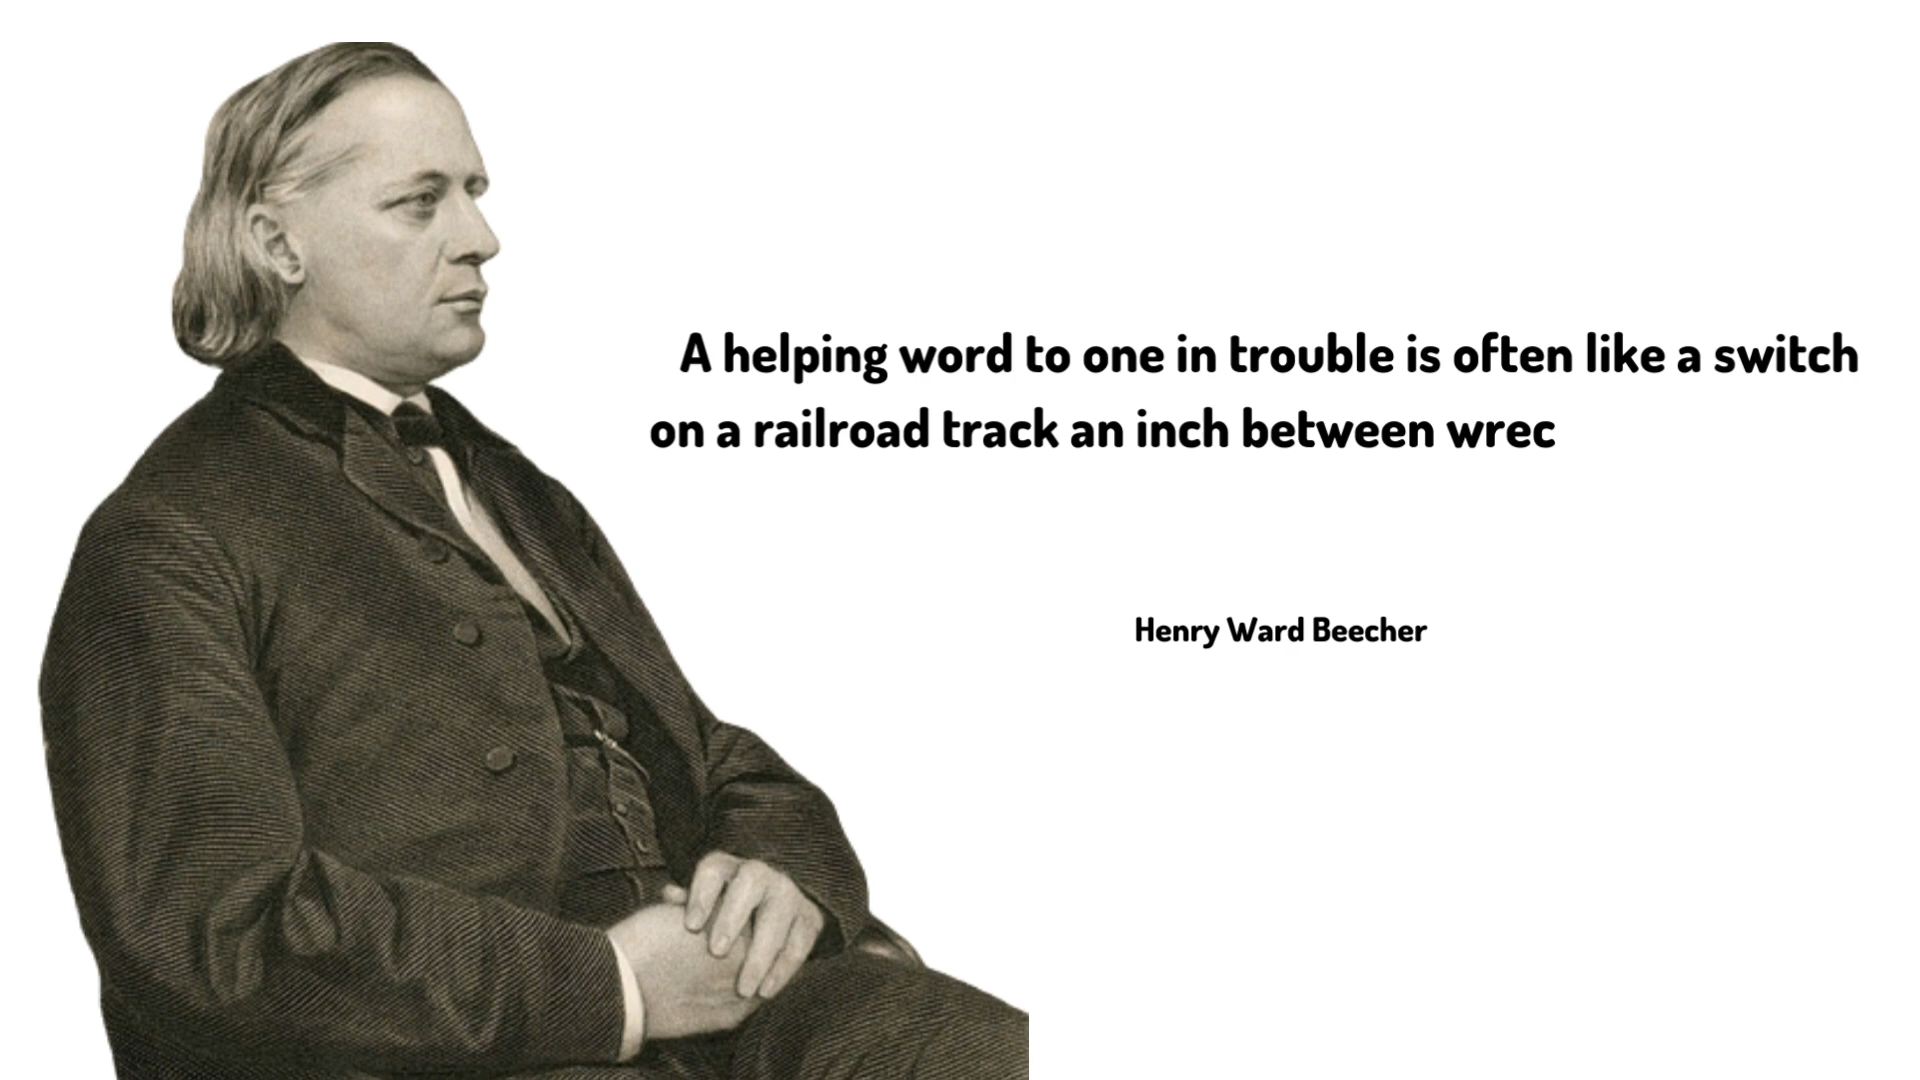 A helping word to one in trouble is often like a switch
on a railroad track an inch between wrec
Henry Ward Beecher